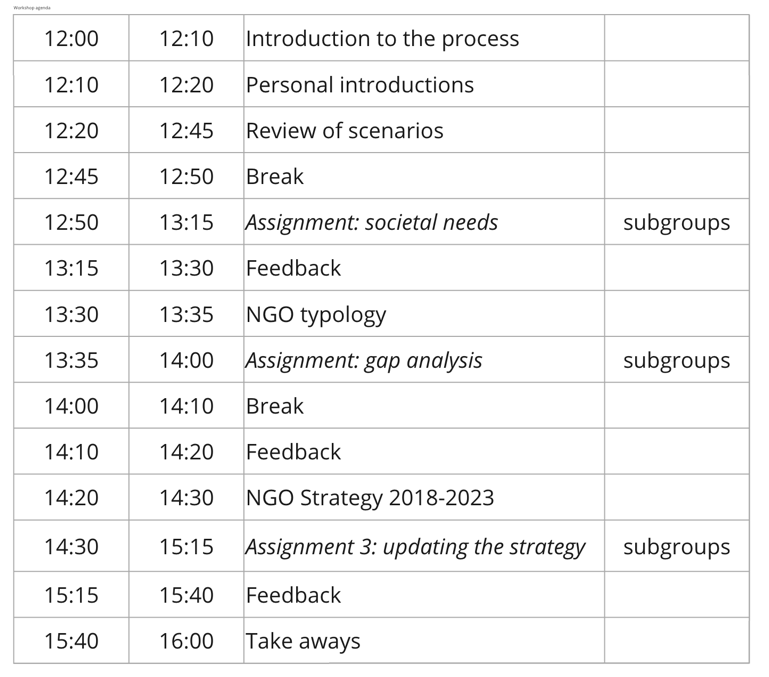 Workshop agenda
12:00 12:10 Introduction to the process
12:10 12:20 Personal introductions
12:20 12:45 Review of scenarios
12:45 12:50 Break
12:50 13:15 Assignment: societal needs subgroups
13:15 13:30 Feedback
13:30 13:35 NGO typology
13:35 14:00 Assignment: gap analysis subgroups
14:00 14:10 Break
14:10 14:20 Feedback
14:20 14:30 NGO Strategy 2018-2023
14:30 15:15 Assignment 3: updating the strategy subgroups
15:15 15:40 Feedback
15:40 16:00 Take aways